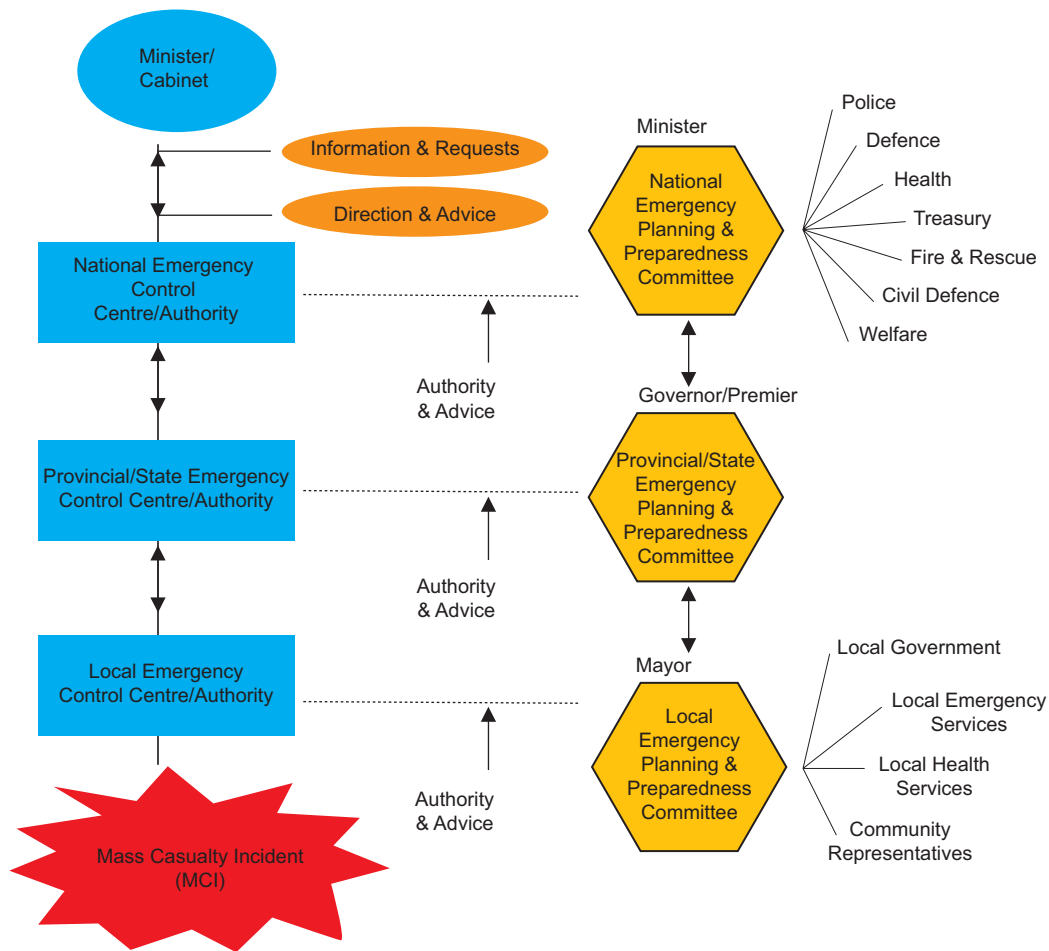 Minister/
Cabinet
Information & Requests
Direction & Advice
National Emergency
Control
Centre/Authority
Provincial/State Emergency
Control Centre/Authority
Local Emergency
Control Centre/Authority
Mass Casualty Incident
(MCI)
Authority
& Advice
Authority
& Advice
Authority
& Advice
Minister
National
Emergency
Planning &
Preparedness
Committee
Governor/Premier
Provincial/State
Emergency
Planning &
Preparedness
Committee
Mayor
Local
Emergency
Planning &
Preparedness
Committee
Police
Defence
Health
Treasury
Fire & Rescue
Civil Defence
Welfare
Local Government
Local Emergency
Services
Local Health
Services
Community
Representatives